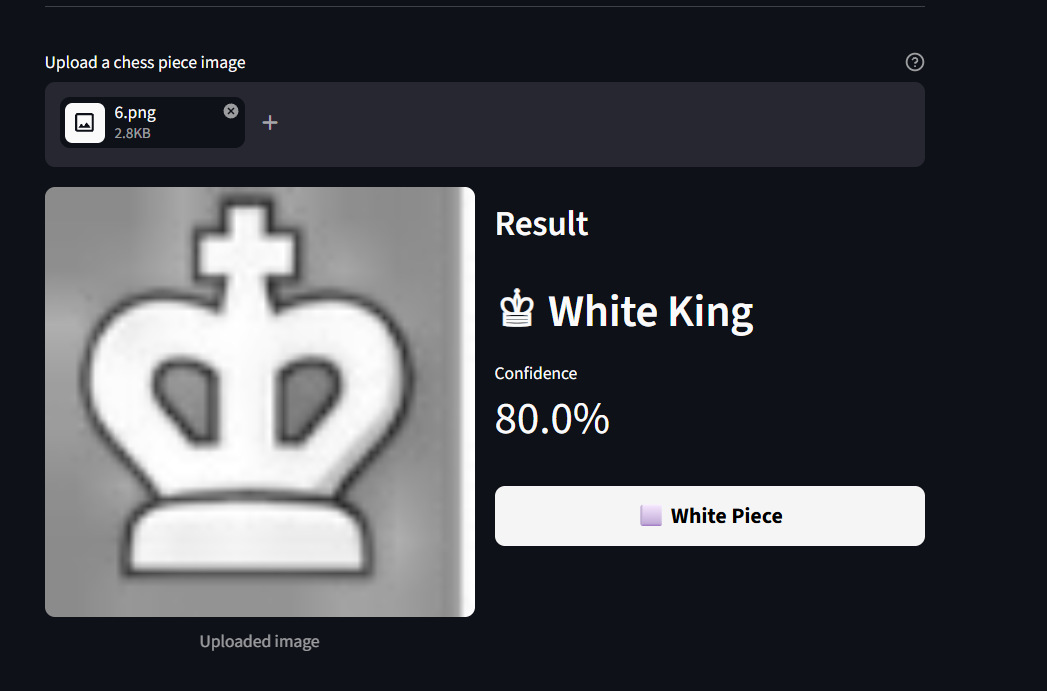 Upload a chess piece image
6.png
2.8KB
Result
♚ White King
Confidence
80.0%
⬜ White Piece
Uploaded image